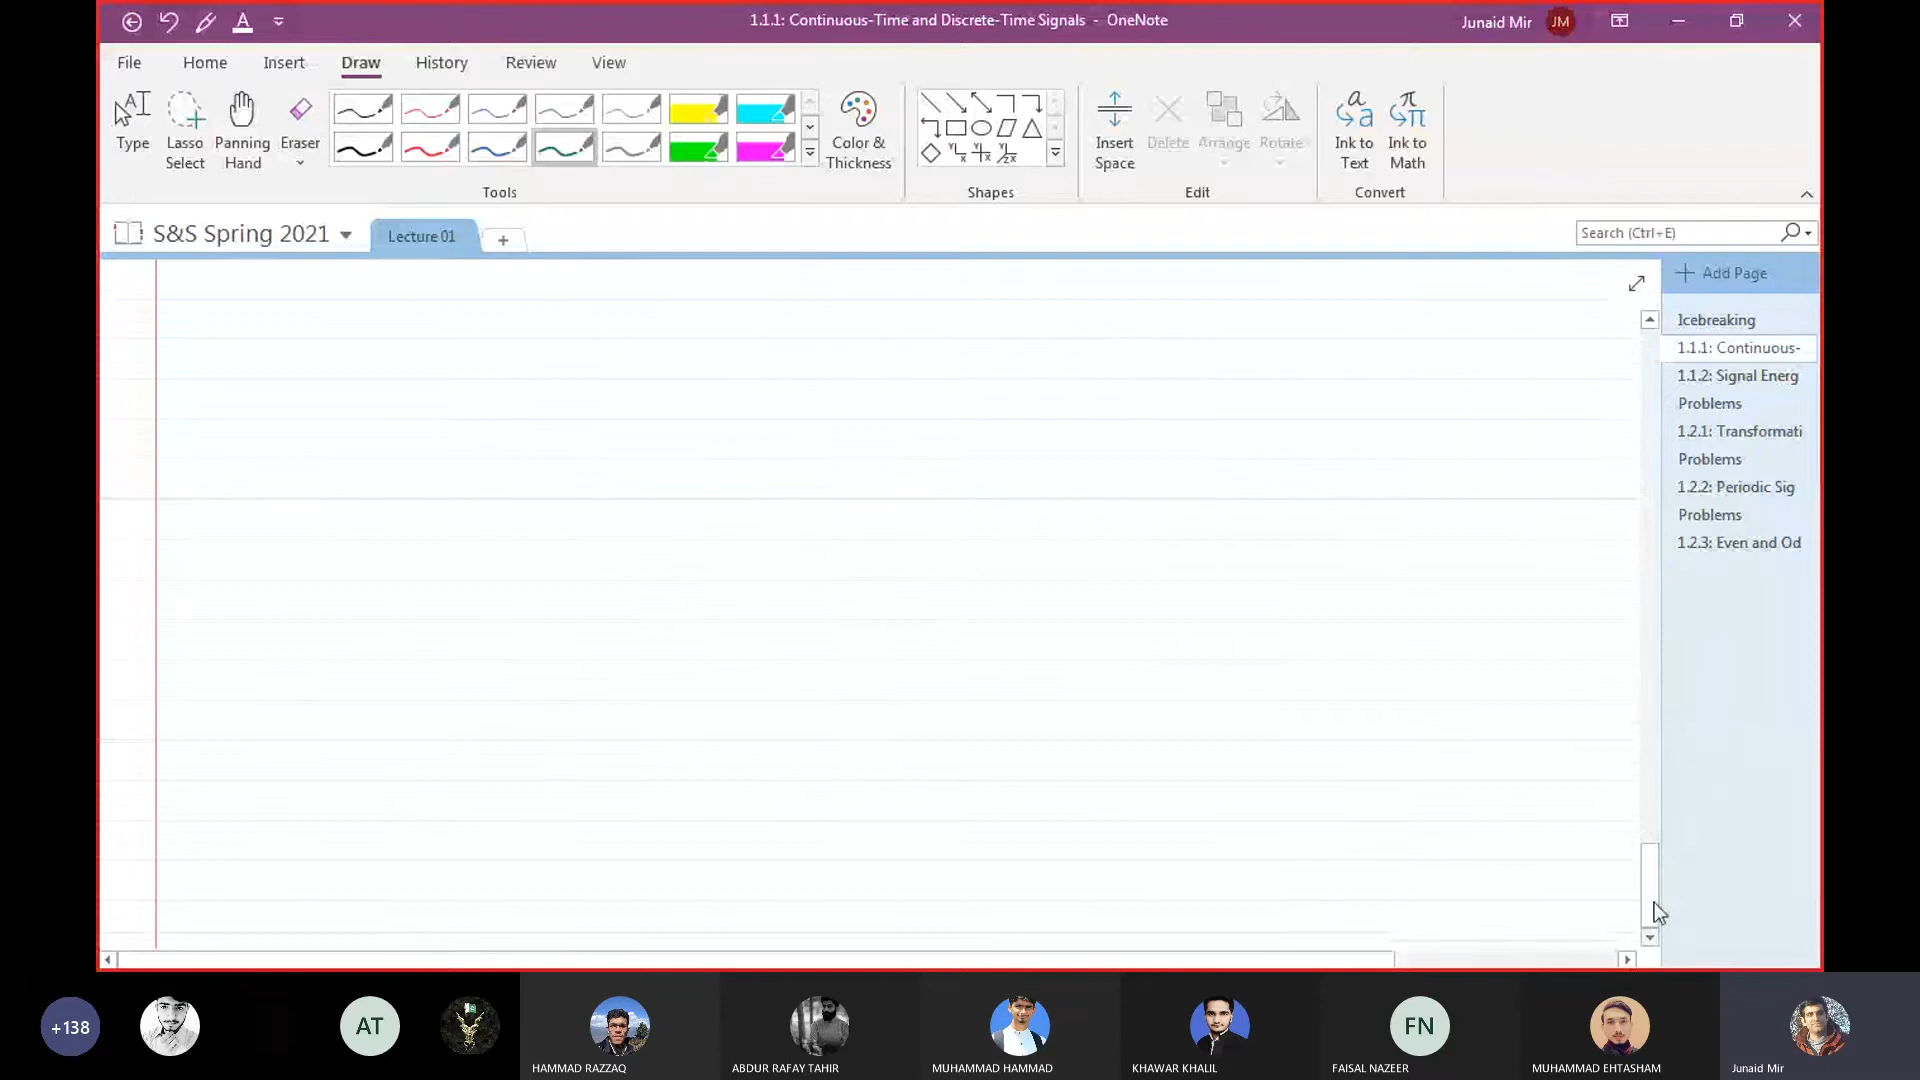 1.1.1: Continuous-Time and Discrete-Time Signals - OneNote
Junaid Mir
JM
File Home Insert Draw History Review View
Type
Lasso Select
Panning Hand
Eraser
Color & Thickness
Insert Space
Delete
Arrange
Rotate
Ink to Text
Ink to Math
Tools
Shapes
Edit
Convert
S&S Spring 2021
Lecture 01
Search (Ctrl+E)
Add Page
Icebreaking
1.1.1: Continuous-
1.1.2: Signal Energ
Problems
1.2.1: Transformati
Problems
1.2.2: Periodic Sig
Problems
1.2.3: Even and Od
+138
AT
FN
HAMMAD RAZZAQ
ABDUR RAFAY TAHIR
MUHAMMAD HAMMAD
KHAWAR KHALIL
FAISAL NAZEER
MUHAMMAD EHTASHAM
Junaid Mir